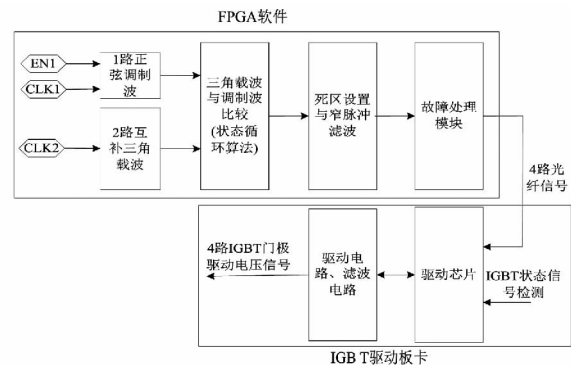 FPGA软件
EN1
CLK1
CLK2
1路正
弦调制
波
2路互
补三角
载波
三角载波
与调制波
比较
(状态循
环算法)
死区设置
与窄脉冲
滤波
故障处理
模块
4路光
纤信号
4路IGBT门极
驱动电压信号
驱动电
路、滤波
电路
驱动芯片
IGBT状态信
号检测
IGB T驱动板卡